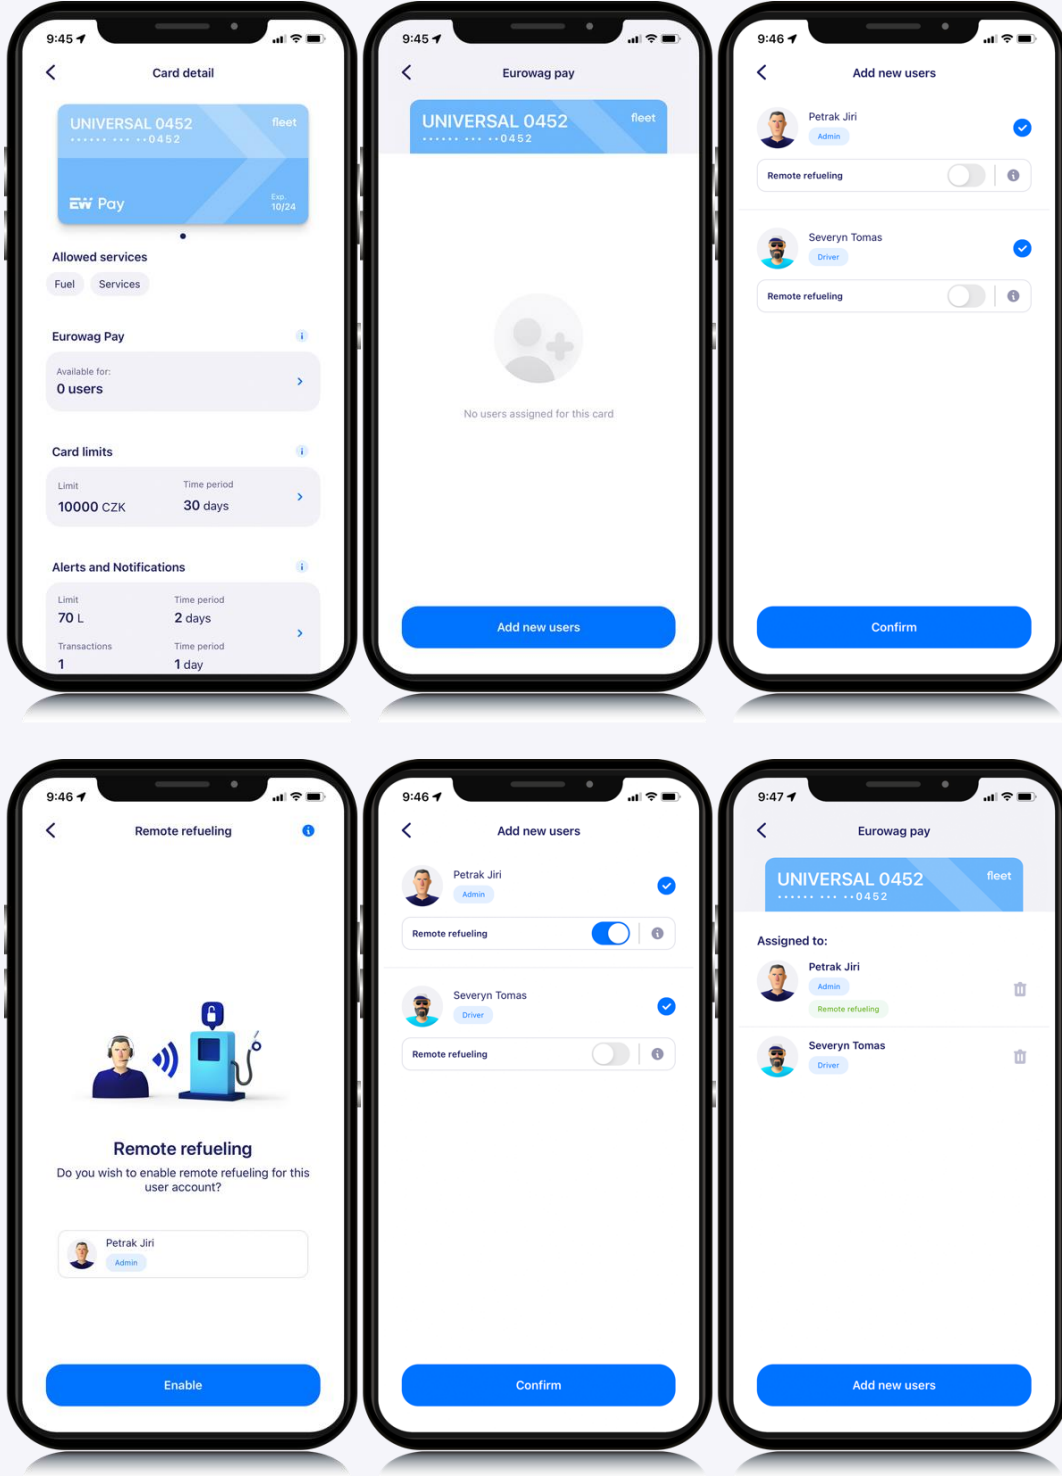 9:45
Card detail
UNIVERSAL 0452
fleet
...... ... ..0452
EW Pay
Exp.
10/24
Allowed services
Fuel
Services
Eurowag Pay
Available for:
0 users
Card limits
Limit
Time period
10000 CZK
30 days
Alerts and Notifications
Limit
Time period
70 L
2 days
Transactions
Time period
1
1 day
9:45
Eurowag pay
UNIVERSAL 0452
fleet
...... ... ..0452
No users assigned for this card
Add new users
9:46
Add new users
Petrak Jiri
Admin
Remote refueling
Severyn Tomas
Driver
Remote refueling
Confirm
9:46
Remote refueling
Remote refueling
Do you wish to enable remote refueling for this
user account?
Petrak Jiri
Admin
Enable
9:46
Add new users
Petrak Jiri
Admin
Remote refueling
Severyn Tomas
Driver
Remote refueling
Confirm
9:47
Eurowag pay
UNIVERSAL 0452
fleet
...... ... ..0452
Assigned to:
Petrak Jiri
Admin
Remote refueling
Severyn Tomas
Driver
Add new users